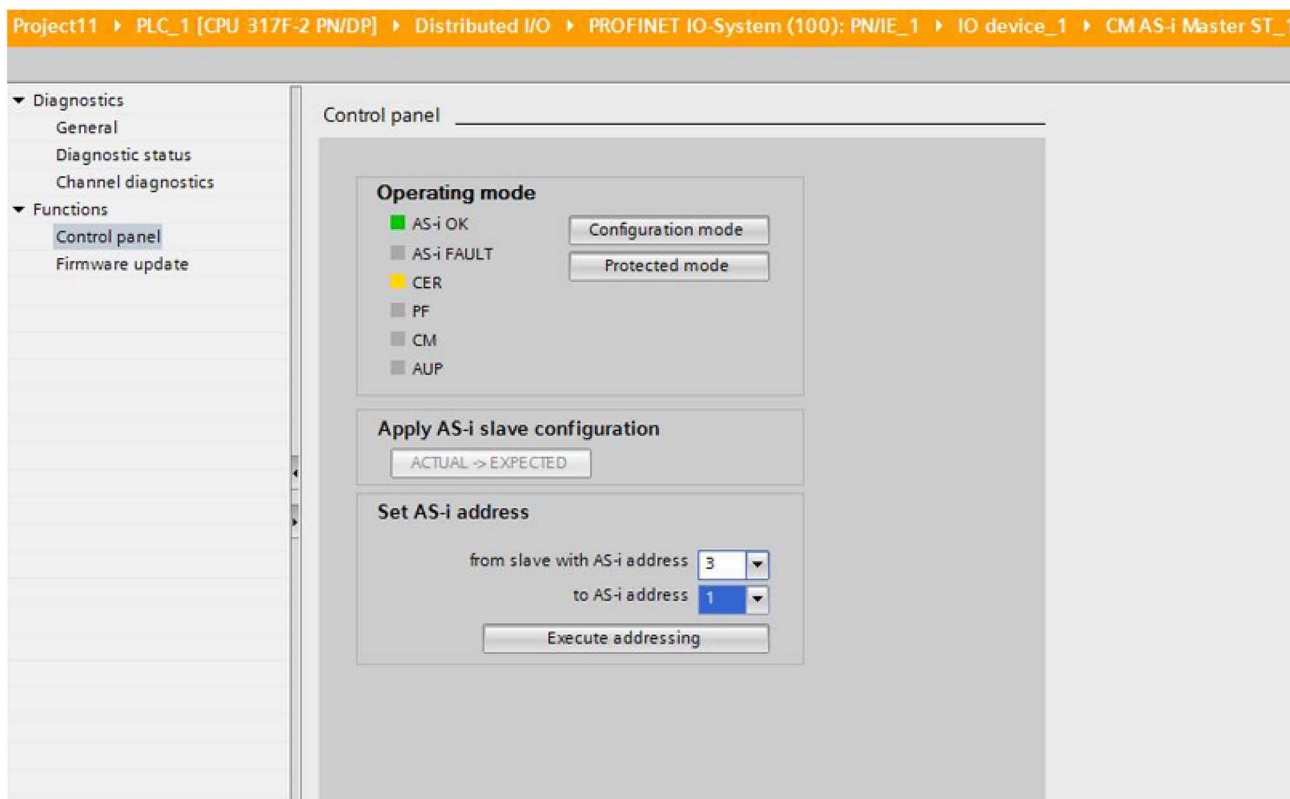 Project11 ▸ PLC_1 [CPU 317F-2 PN/DP] ▸ Distributed I/O ▸ PROFINET IO-System (100): PN/IE_1 ▸ IO device_1 ▸ CM AS-i Master ST_1
Diagnostics
General
Diagnostic status
Channel diagnostics
Functions
Control panel
Firmware update
Control panel
Operating mode
AS-i OK
Configuration mode
AS-i FAULT
Protected mode
CER
PF
CM
AUP
Apply AS-i slave configuration
ACTUAL -> EXPECTED
Set AS-i address
from slave with AS-i address 3
to AS-i address 1
Execute addressing